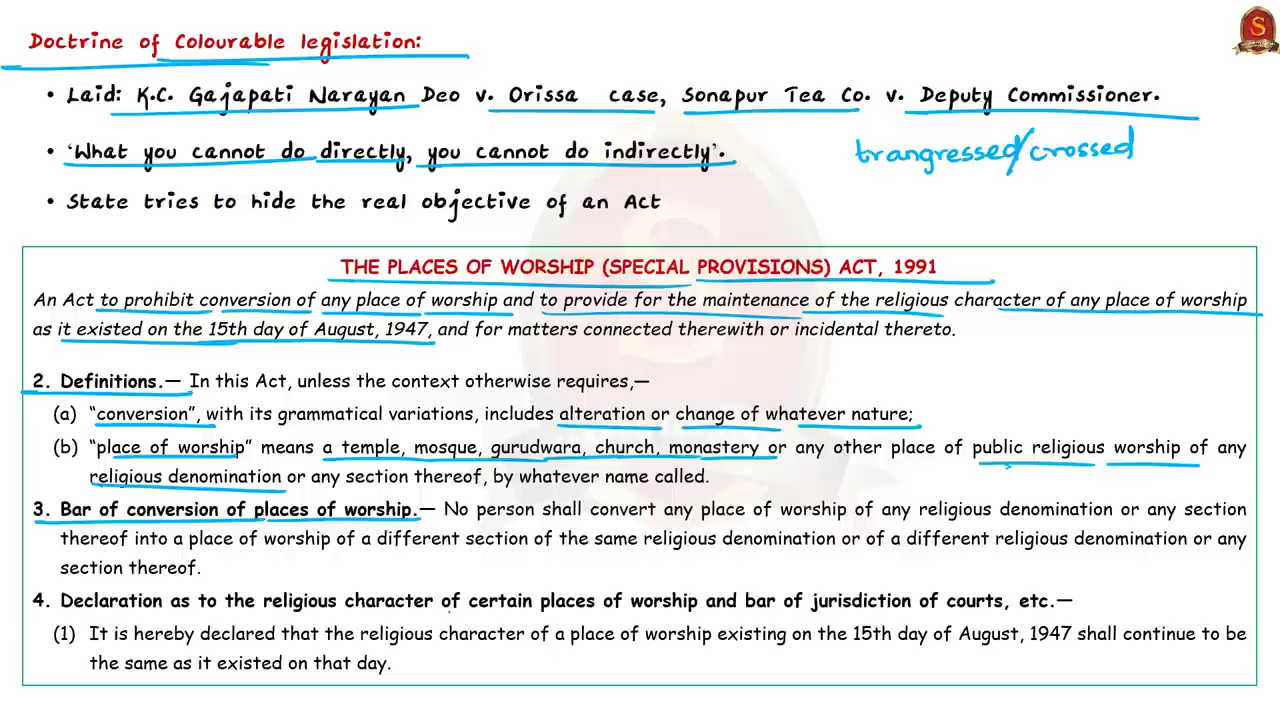 Doctrine of Colourable legislation:
• Laid: K.C. Gajapati Narayan Deo v. Orissa case, Sonapur Tea Co. v. Deputy Commissioner.
• 'What you cannot do directly, you cannot do indirectly'.
trangressed/crossed
• State tries to hide the real objective of an Act
THE PLACES OF WORSHIP (SPECIAL PROVISIONS) ACT, 1991
An Act to prohibit conversion of any place of worship and to provide for the maintenance of the religious character of any place of worship
as it existed on the 15th day of August, 1947, and for matters connected therewith or incidental thereto.
2. Definitions.— In this Act, unless the context otherwise requires,—
(a) “conversion”, with its grammatical variations, includes alteration or change of whatever nature;
(b) “place of worship” means a temple, mosque, gurudwara, church, monastery or any other place of public religious worship of any
religious denomination or any section thereof, by whatever name called.
3. Bar of conversion of places of worship.— No person shall convert any place of worship of any religious denomination or any section
thereof into a place of worship of a different section of the same religious denomination or of a different religious denomination or any
section thereof.
4. Declaration as to the religious character of certain places of worship and bar of jurisdiction of courts, etc.—
(1) It is hereby declared that the religious character of a place of worship existing on the 15th day of August, 1947 shall continue to be
the same as it existed on that day.